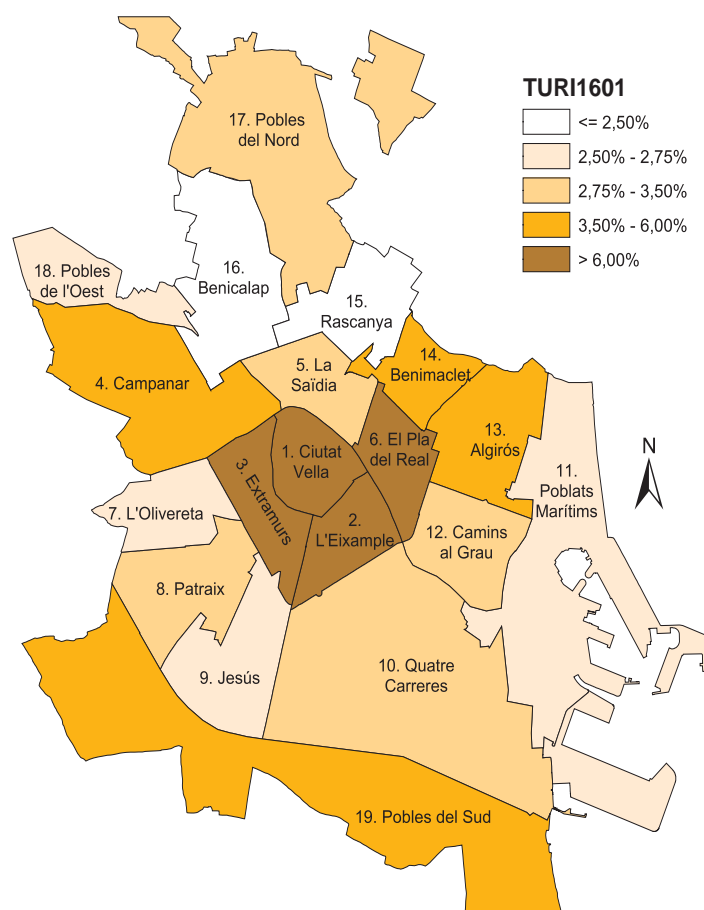 TURI1601
<= 2,50%
2,50% - 2,75%
2,75% - 3,50%
3,50% - 6,00%
> 6,00%
17. Pobles
del Nord
18. Pobles
de l'Oest
16.
Benicalap
15.
Rascanya
14.
Benimaclet
5. La
Saïdia
4. Campanar
13.
Algirós
6. El Pla
del Real
1. Ciutat
Vella
3. Extramurs
N
11.
Poblats
Marítims
7. L'Olivereta
2.
L'Eixample
12. Camins
al Grau
8. Patraix
9. Jesús
10. Quatre
Carreres
19. Pobles del Sud